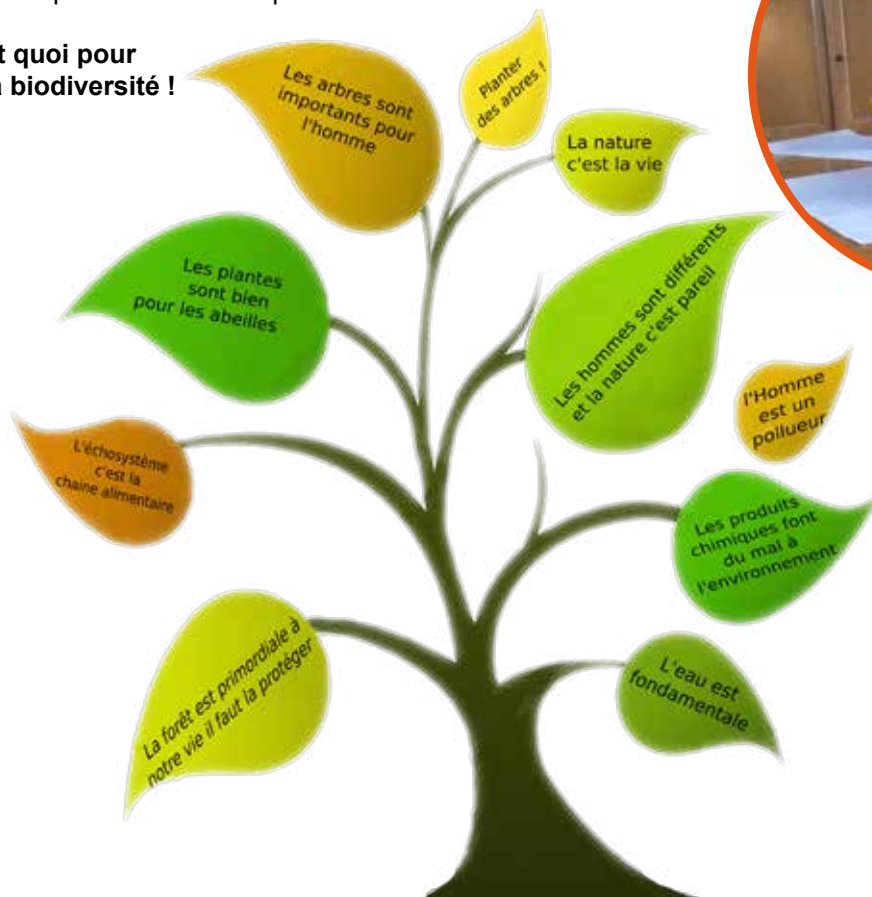 t quoi pour
biodiversité !
Les arbres sont
importants pour
l'homme
Planter
des arbres !
La nature
c'est la vie
Les plantes
sont bien
pour les abeilles
Les hommes sont différents
et la nature c'est pareil
l'Homme
est un
pollueur
L'échosystème
c'est la
chaine alimentaire
Les produits
chimiques font
du mal à
l'environnement
La forêt est primordiale à
notre vie il faut la protéger
L'eau est
fondamentale